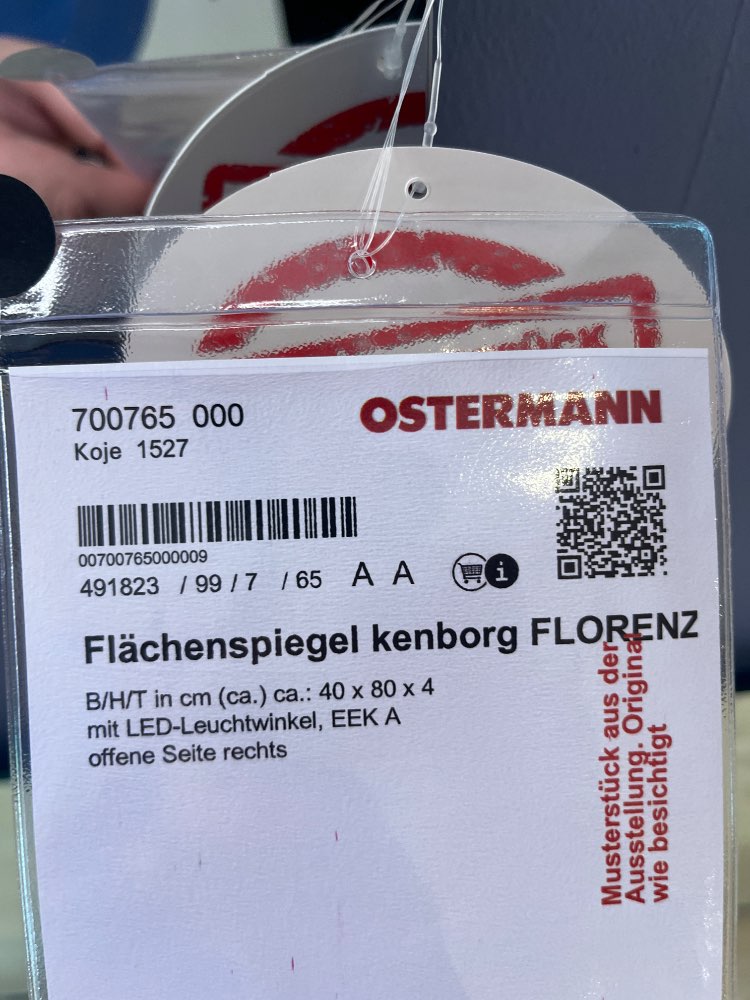 700765 000
OSTERMANN
Koje 1527
00700765000009
491823 / 99 / 7 / 65 A A
i
Flächenspiegel kenborg FLORENZ
B/H/T in cm (ca.) ca.: 40 x 80 x 4
mit LED-Leuchtwinkel, EEK A
offene Seite rechts
Musterstück aus der
Ausstellung. Original
wie besichtigt